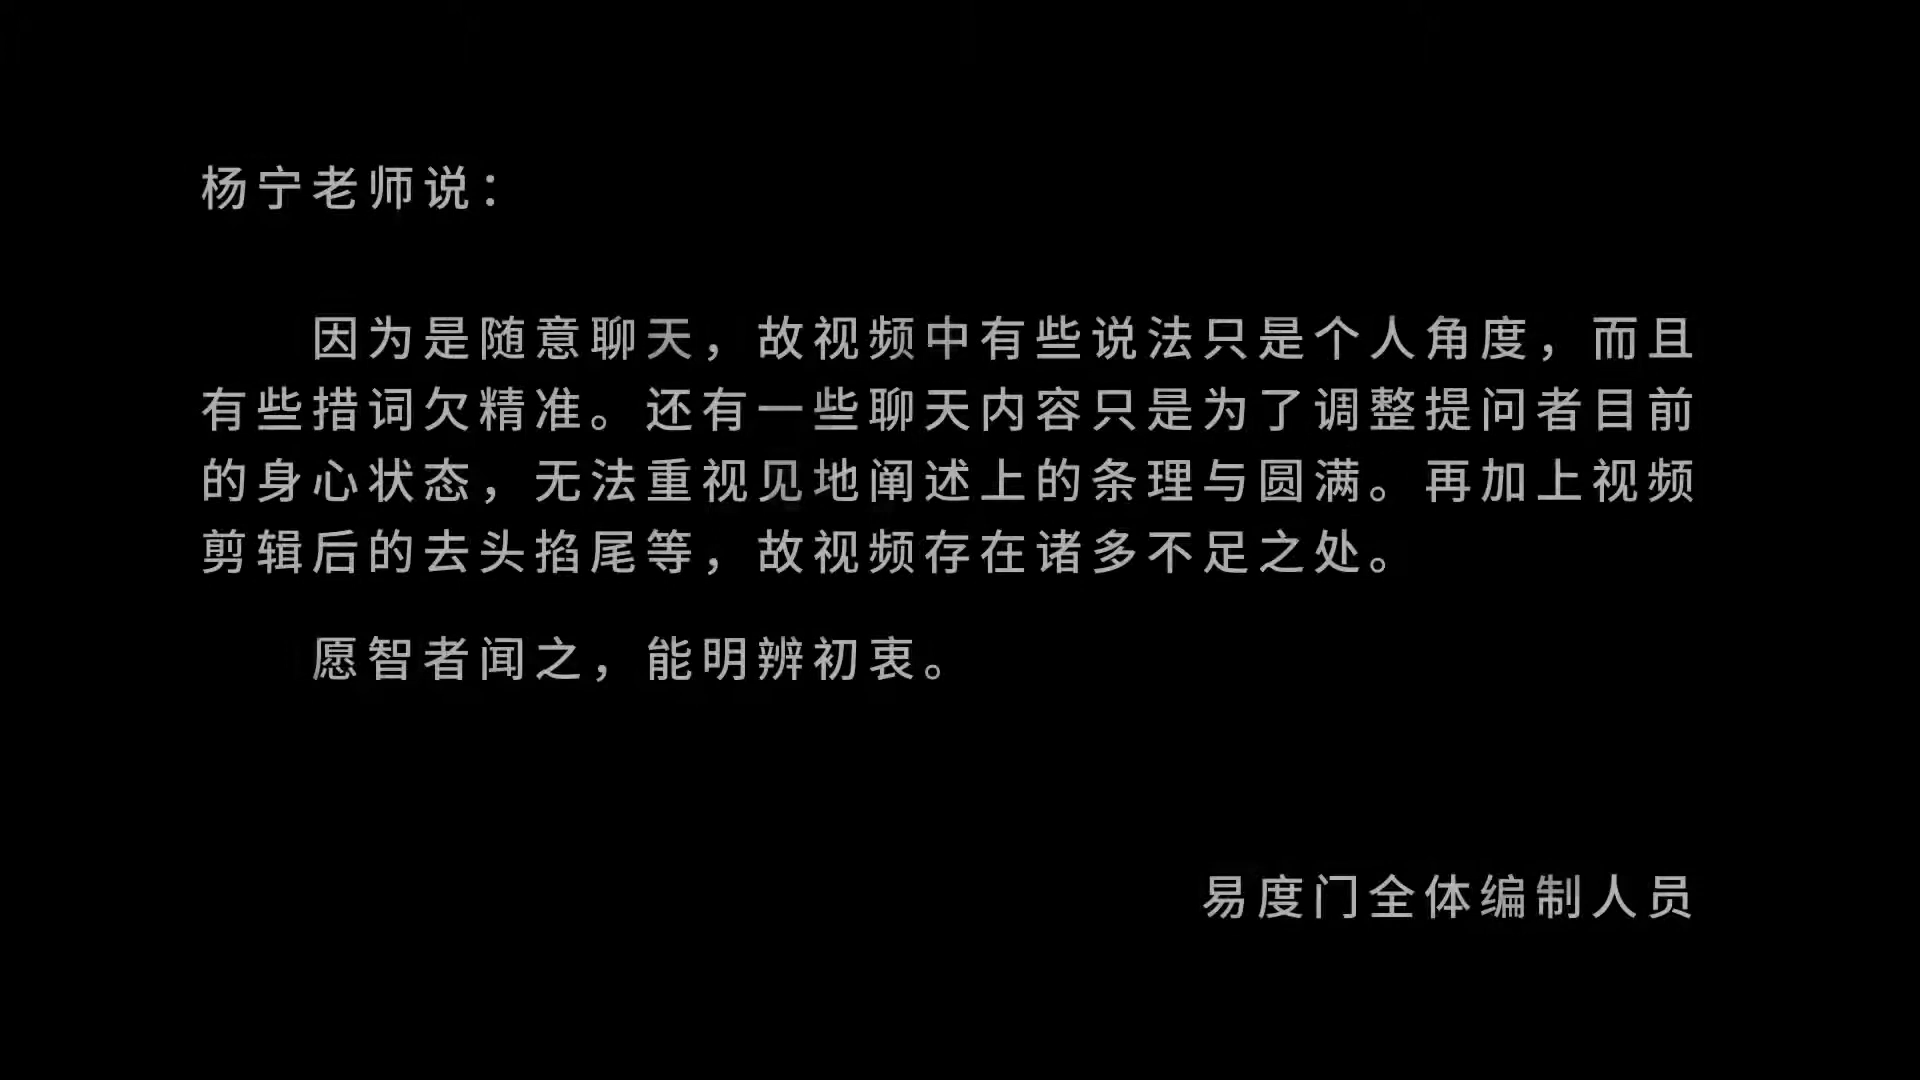 杨宁老师说：
因为是随意聊天，故视频中有些说法只是个人角度，而且
有些措词欠精准。还有一些聊天内容只是为了调整提问者目前
的身心状态，无法重视见地阐述上的条理与圆满。再加上视频
剪辑后的去头掐尾等，故视频存在诸多不足之处。
愿智者闻之，能明辨初衷。
易度门全体编制人员